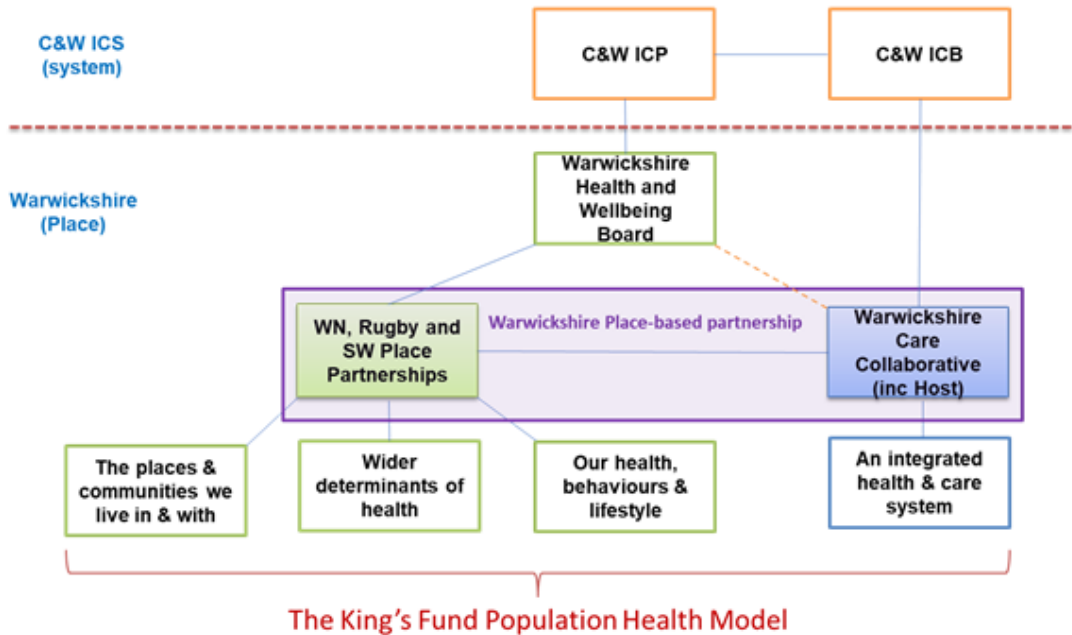 C&W ICS
(system)
C&W ICP
C&W ICB
Warwickshire
(Place)
Warwickshire
Health and
Wellbeing
Board
WN, Rugby and
SW Place
Partnerships
Warwickshire Place-based partnership
Warwickshire
Care
Collaborative
(inc Host)
The places &
communities we
live in & with
Wider
determinants of
health
Our health,
behaviours &
lifestyle
An integrated
health & care
system
The King's Fund Population Health Model